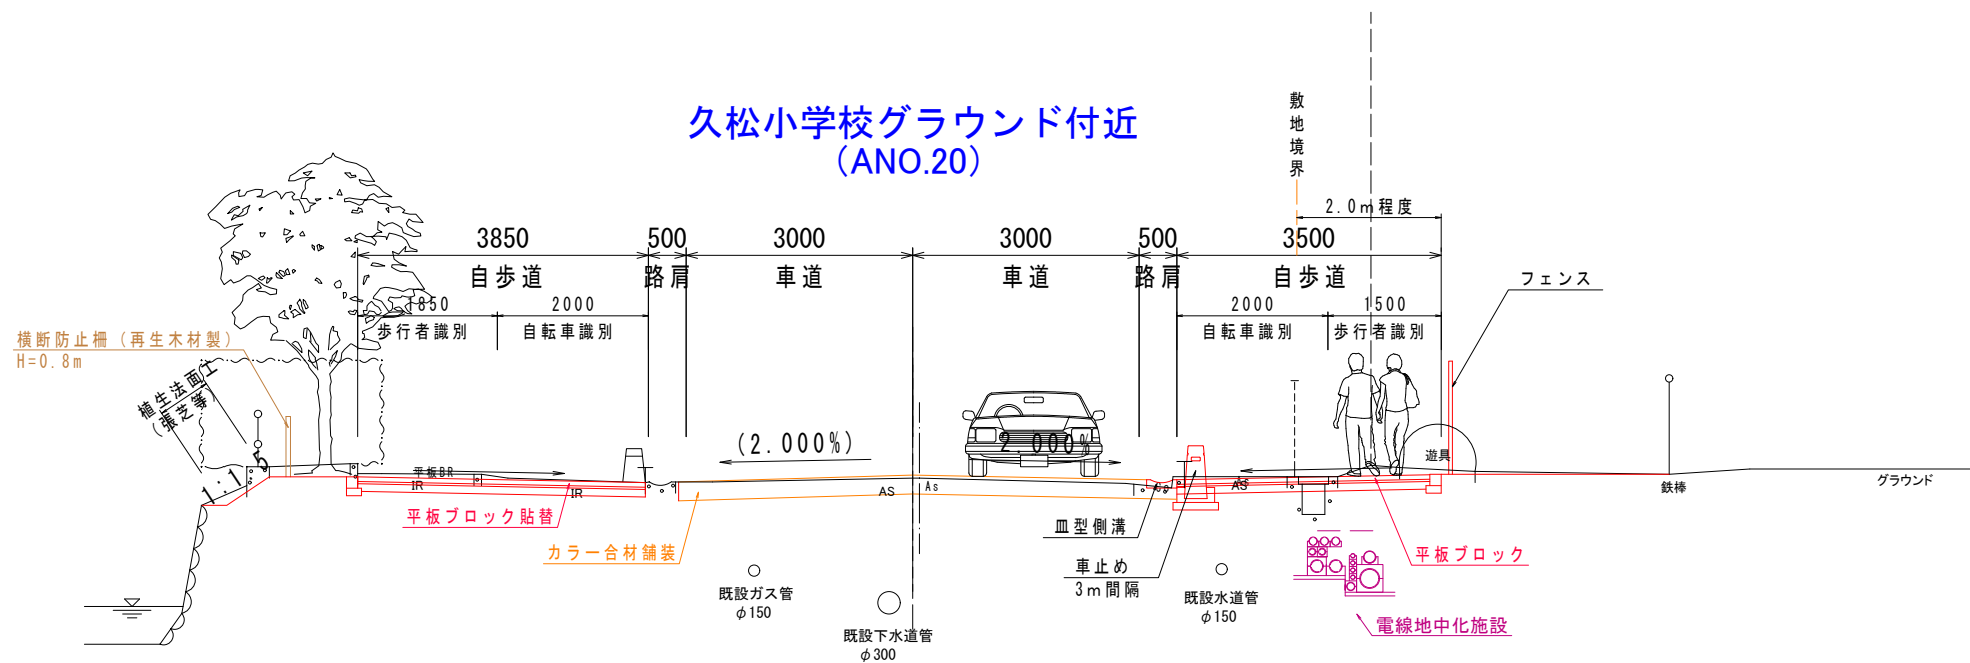 久松小学校グラウンド付近
(ANO.20)
敷地境界
2.0m程度
3850
500
3000
3000
500
3500
自歩道
路肩
車道
車道
路肩
自歩道
1850
2000
2000
1500
歩行者識別
自転車識別
自転車識別
歩行者識別
フェンス
横断防止柵(再生木材製)
H=0.8m
植生法面工
(張芝等)
1:1.5
(2.000%)
2.000%
平板BR
IR
IR
AS
As
AS
遊具
鉄棒
グラウンド
平板ブロック貼替
カラー合材舗装
皿型側溝
車止め
3m間隔
平板ブロック
既設ガス管
φ150
既設下水道管
φ300
既設水道管
φ150
電線地中化施設